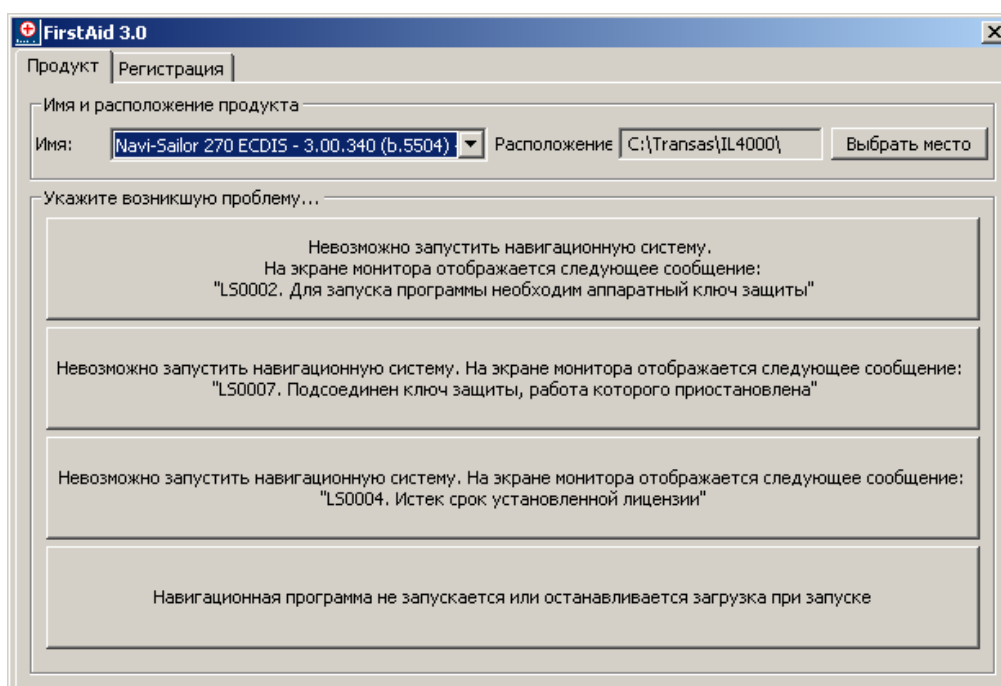 FirstAid 3.0
Продукт Регистрация
Имя и расположение продукта
Имя: Navi-Sailor 270 ECDIS - 3.00.340 (b.5504) - Расположение C:\Transas\IL4000\ Выбрать место
Укажите возникшую проблему...
Невозможно запустить навигационную систему.
На экране монитора отображается следующее сообщение:
"LS0002. Для запуска программы необходим аппаратный ключ защиты"
Невозможно запустить навигационную систему. На экране монитора отображается следующее сообщение:
"LS0007. Подсоединен ключ защиты, работа которого приостановлена"
Невозможно запустить навигационную систему. На экране монитора отображается следующее сообщение:
"LS0004. Истек срок установленной лицензии"
Навигационная программа не запускается или останавливается загрузка при запуске